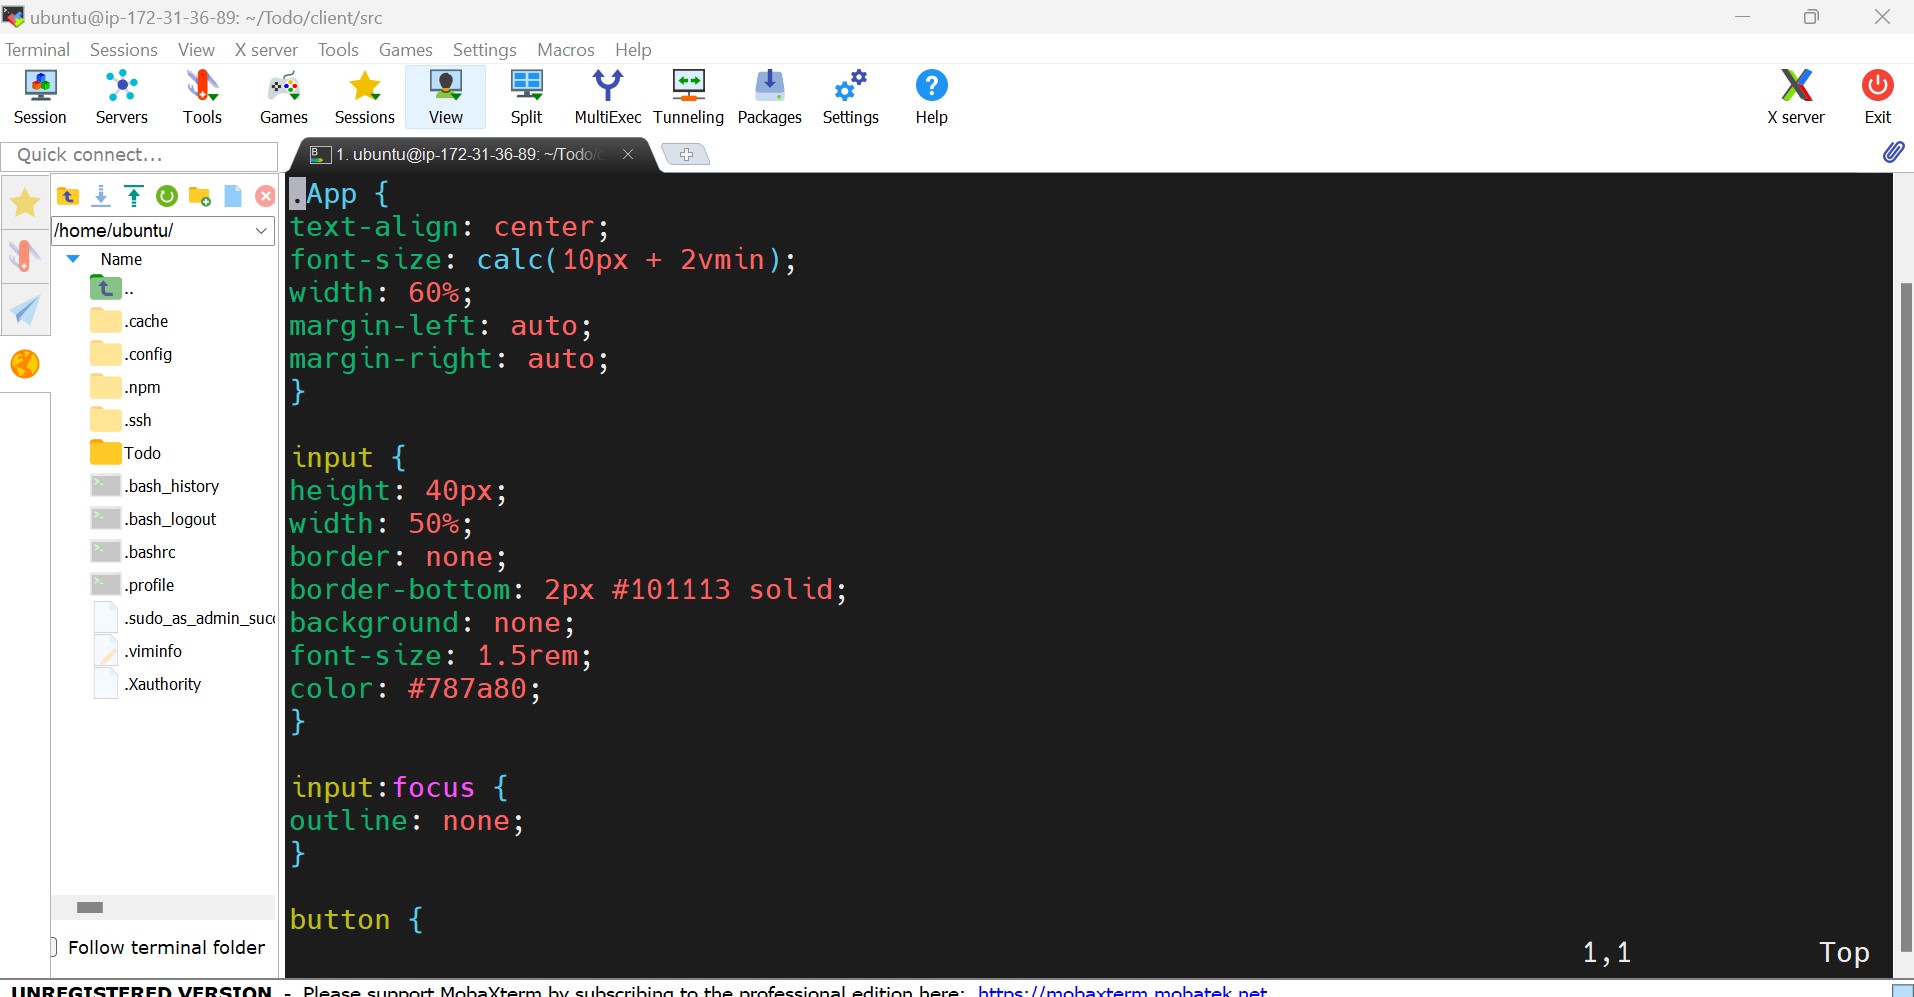 ubuntu@ip-172-31-36-89: ~/Todo/client/src
Terminal Sessions View X server Tools Games Settings Macros Help
Session Servers Tools Games Sessions View Split MultiExec Tunneling Packages Settings Help X server Exit
Quick connect...
1. ubuntu@ip-172-31-36-89: ~/Todo/c
/home/ubuntu/
Name
..
.cache
.config
.npm
.ssh
Todo
.bash_history
.bash_logout
.bashrc
.profile
.sudo_as_admin_succ
.viminfo
.Xauthority
Follow terminal folder
.App {
text-align: center;
font-size: calc(10px + 2vmin);
width: 60%;
margin-left: auto;
margin-right: auto;
}
input {
height: 40px;
width: 50%;
border: none;
border-bottom: 2px #101113 solid;
background: none;
font-size: 1.5rem;
color: #787a80;
}
input:focus {
outline: none;
}
button {
1,1 Top
UNREGISTERED VERSION - Please support MobaXterm by subscribing to the professional edition here: https://mobaxterm.mobatek.net